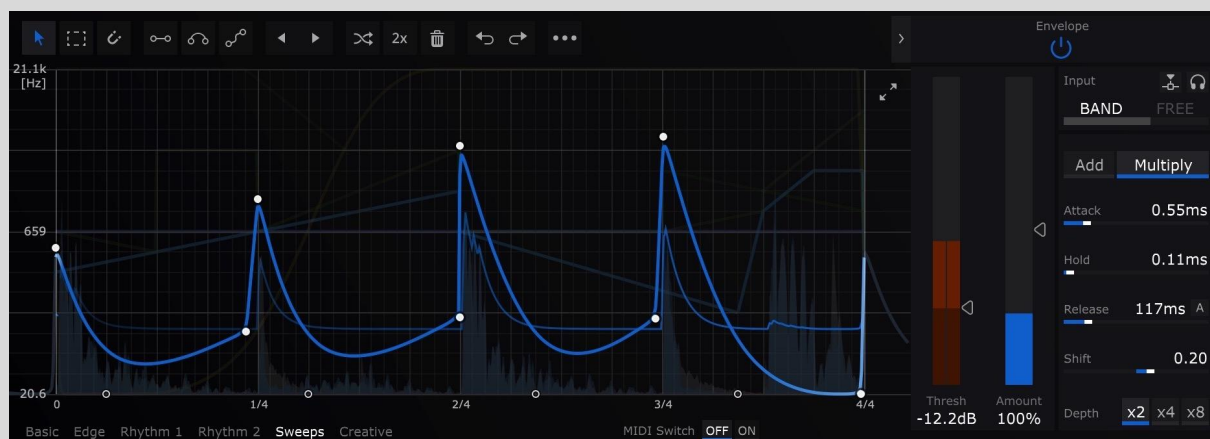 2x
Envelope
21.1k
[Hz]
659
20.6
0 1/4 2/4 3/4 4/4
Basic Edge Rhythm 1 Rhythm 2 Sweeps Creative
MIDI Switch OFF ON
Thresh Amount
-12.2dB 100%
Input
BAND FREE
Add Multiply
Attack 0.55ms
Hold 0.11ms
Release 117ms A
Shift 0.20
Depth x2 x4 x8